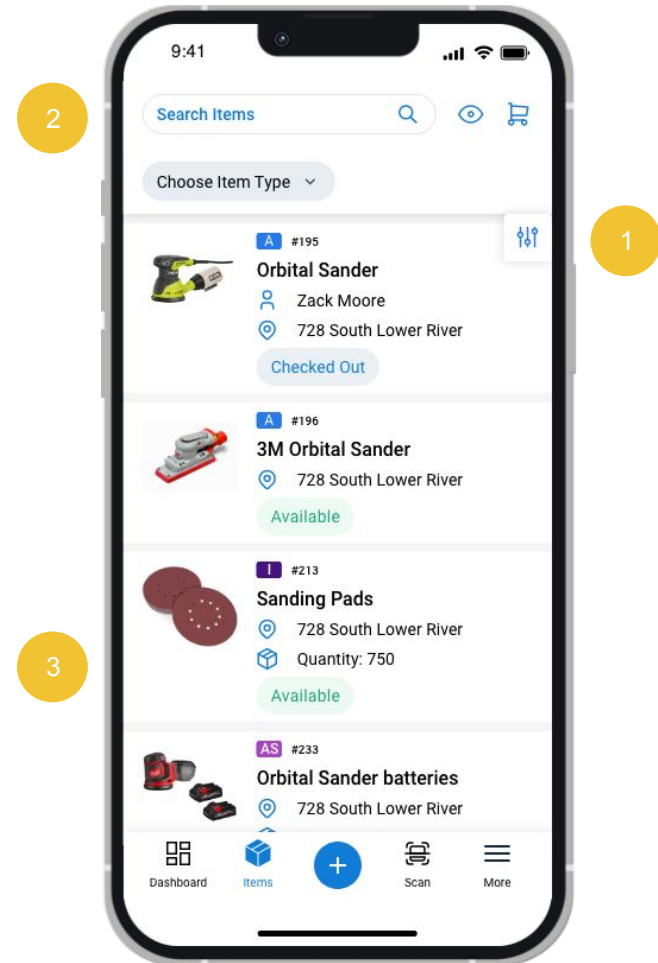 9:41
2
Search Items
Choose Item Type
1
A #195
Orbital Sander
Zack Moore
728 South Lower River
Checked Out
A #196
3M Orbital Sander
728 South Lower River
Available
I #213
Sanding Pads
728 South Lower River
3
Quantity: 750
Available
AS #233
Orbital Sander batteries
728 South Lower River
Dashboard Items + Scan More